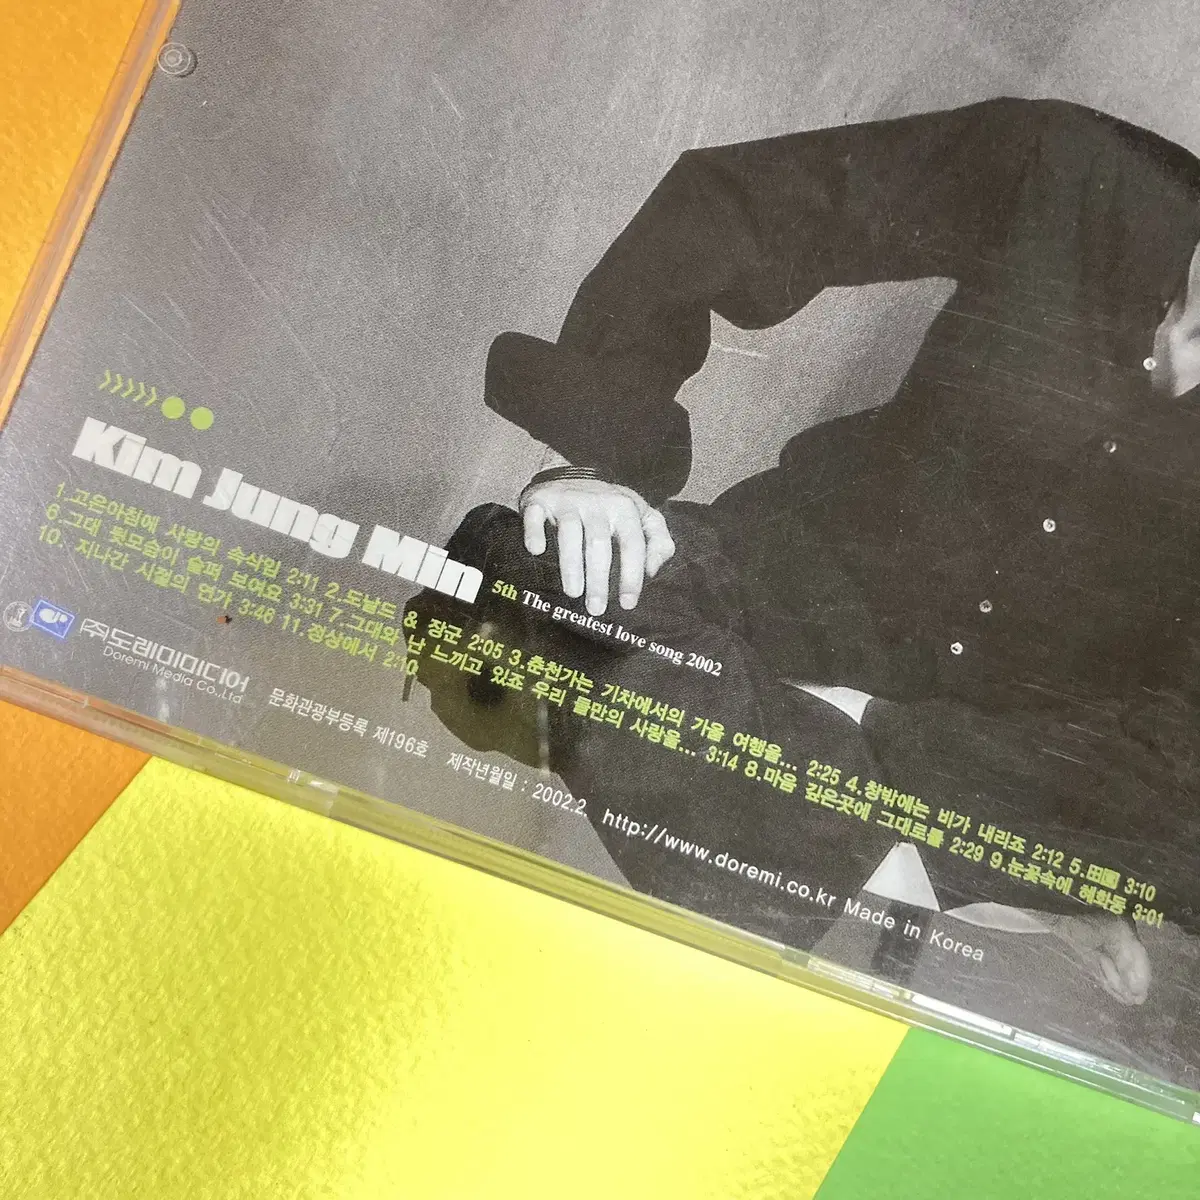 Kim Jung Min 5th The greatest love song 2002
1.고은아침에 사랑의 속삭임 2:11 2.도날드 & 장군 2:05 3.춘천가는 기차에서의 가을 여행을... 2:25 4.창밖에는 비가 내리죠 2:12 5.田園 3:10
6.그대 뒷모습이 슬퍼 보여요 3:31 7.그대와 난 느끼고 있죠 우리 둘만의 사랑을... 3:14 8.마음 깊은곳에 그대로를 2:29 9.눈꽃속에 혜화동 3:01
10. 지나간 시절의 연가 3:46 11.정상에서 2:10
(주)도레미미디어
Doremi Media Co.,Ltd
문화관광부등록 제196호 제작년월일 : 2002.2. http://www.doremi.co.kr Made in Korea